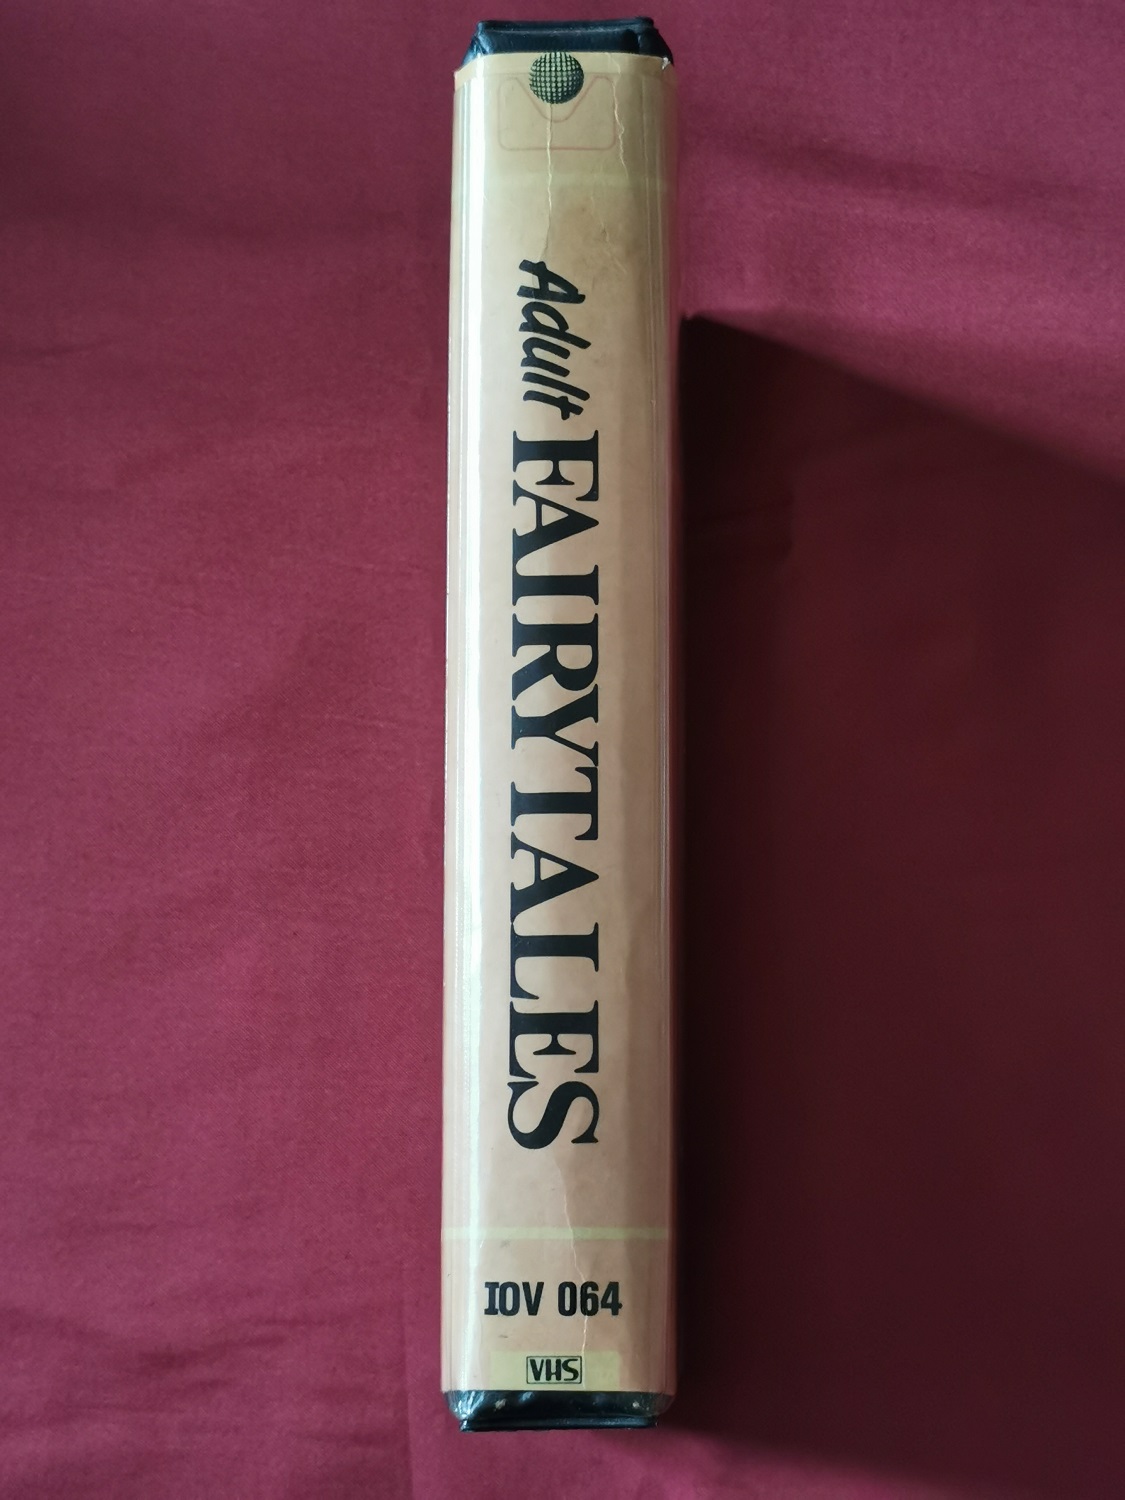 Adult FAIRYTALES
IOV 064
VHS